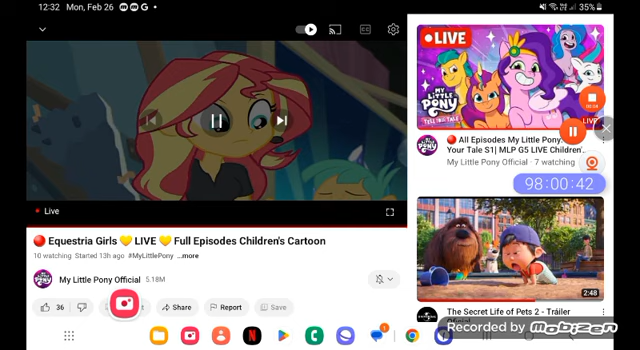 12:32 Mon, Feb 26
35%
CC
Live
🔴 Equestria Girls 💛 LIVE 💛 Full Episodes Children's Cartoon
10 watching Started 13h ago #MyLittlePony ...more
My Little Pony Official 5.18M
36
Share
Report
Save
LIVE
MY LITTLE PONY
TELL YOUR TALE
LIVE
🔴 All Episodes My Little Pony:
Your Tale S1| MLP G5 LIVE Children's
My Little Pony Official · 7 watching
98:00:42
2:48
The Secret Life of Pets 2 - Tráiler
Recorded by Mobizen